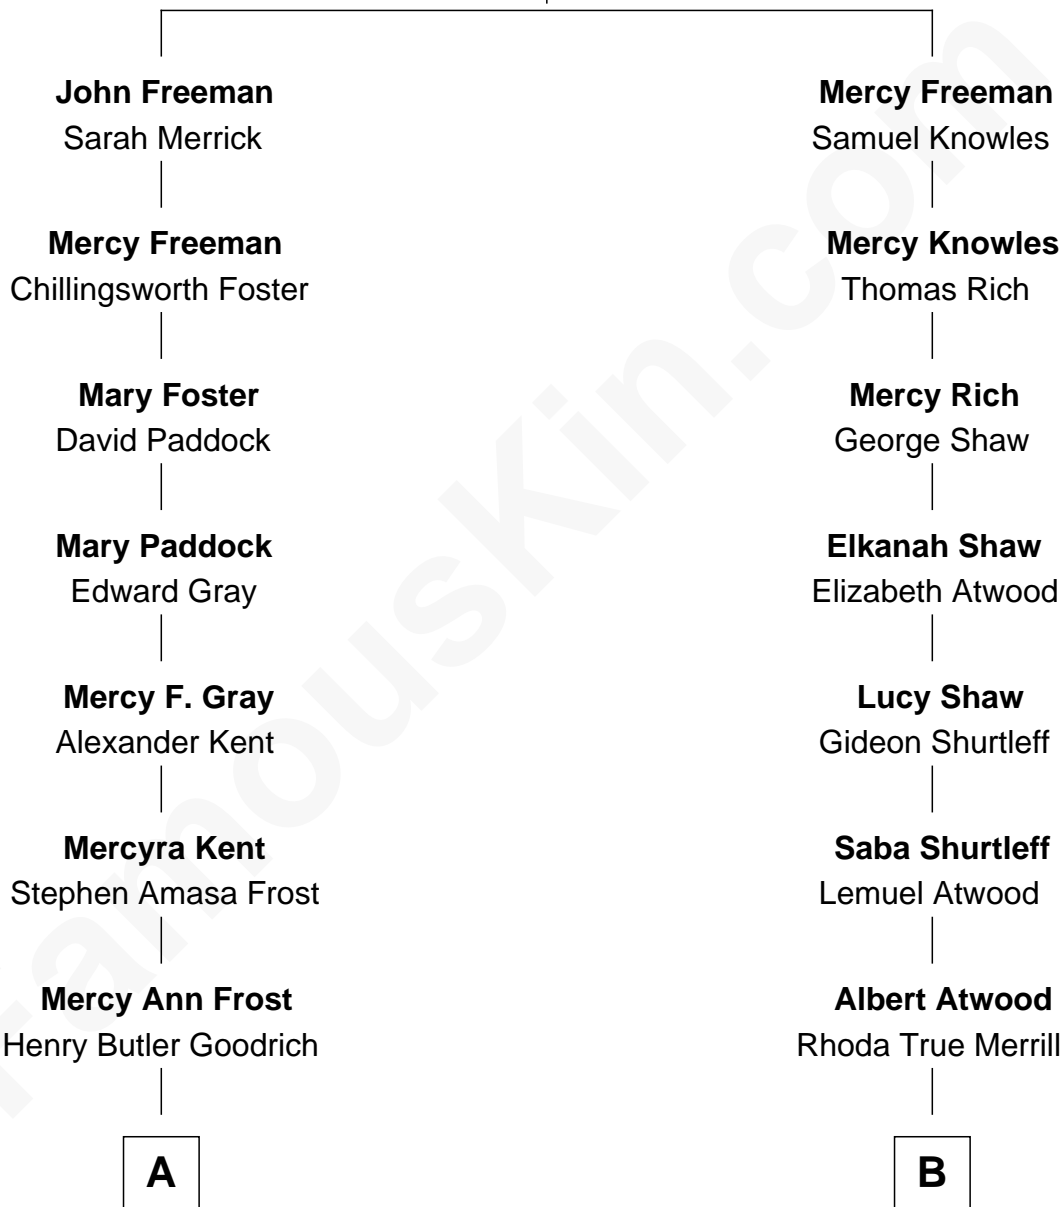 John Freeman
Sarah Merrick
Mercy Freeman
Chillingsworth Foster
Mary Foster
David Paddock
Mary Paddock
Edward Gray
Mercy F. Gray
Alexander Kent
Mercyra Kent
Stephen Amasa Frost
Mercy Ann Frost
Henry Butler Goodrich
A
Mercy Freeman
Samuel Knowles
Mercy Knowles
Thomas Rich
Mercy Rich
George Shaw
Elkanah Shaw
Elizabeth Atwood
Lucy Shaw
Gideon Shurtleff
Saba Shurtleff
Lemuel Atwood
Albert Atwood
Rhoda True Merrill
B
FamousKin.com